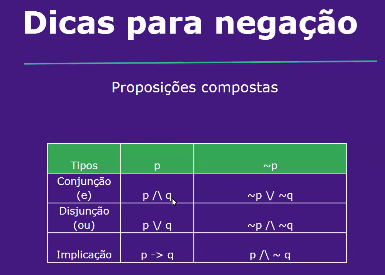 Dicas para negação
Proposições compostas
Tipos p ~p
Conjunção
(e) p /\ q ~p \/ ~q
Disjunção
(ou) p \/ q ~p /\ ~q
Implicação p -> q p /\ ~ q